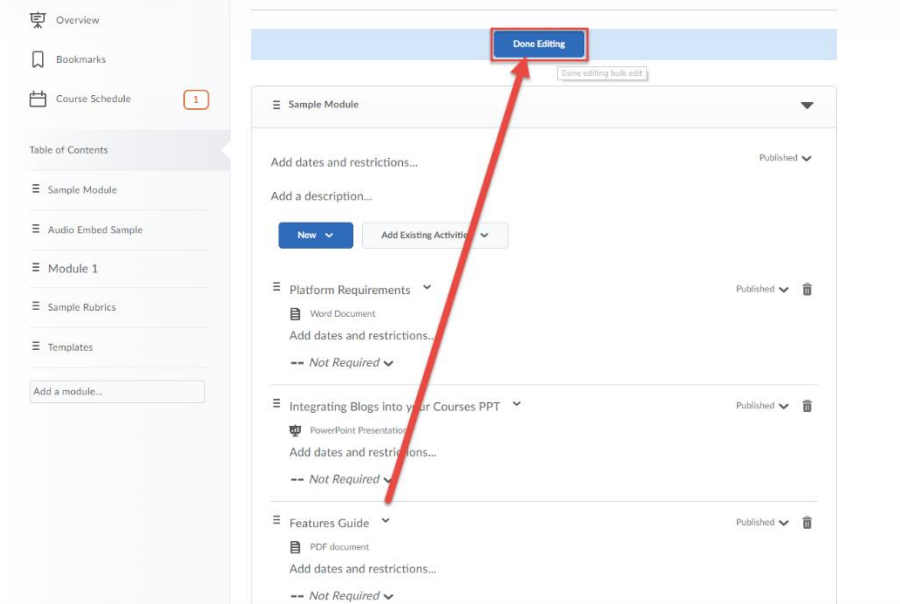 Overview
Bookmarks
Course Schedule 1
Table of Contents
Sample Module
Audio Embed Sample
Module 1
Sample Rubrics
Templates
Add a module...
Done Editing
Done editing bulk edit
Sample Module
Add dates and restrictions...
Published
Add a description...
New
Add Existing Activities
Platform Requirements
Published
Word Document
Add dates and restrictions...
-- Not Required
Integrating Blogs into your Courses PPT
Published
PowerPoint Presentation
Add dates and restrictions...
-- Not Required
Features Guide
Published
PDF document
Add dates and restrictions...
-- Not Required